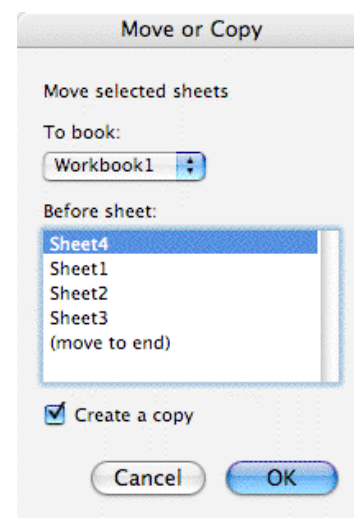 Move or Copy
Move selected sheets
To book:
Workbook1
Before sheet:
Sheet4
Sheet1
Sheet2
Sheet3
(move to end)
Create a copy
Cancel OK